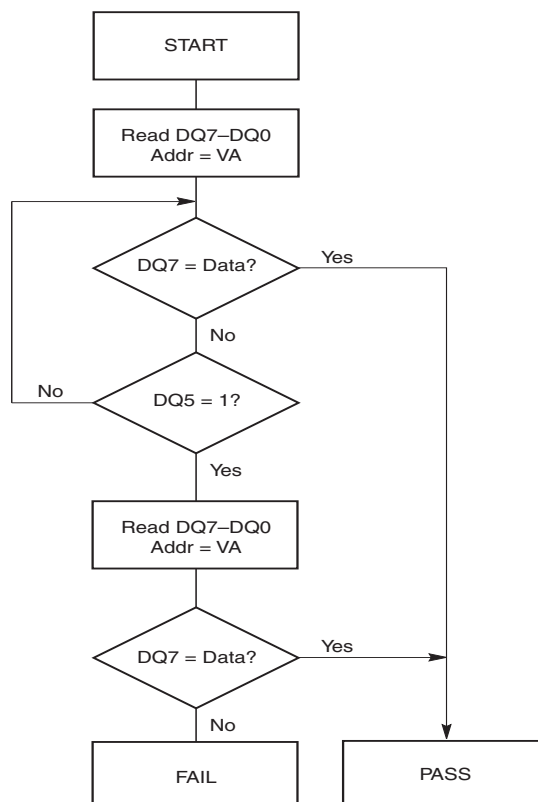 START
Read DQ7–DQ0
Addr = VA
DQ7 = Data?
Yes
No
No
DQ5 = 1?
Yes
Read DQ7–DQ0
Addr = VA
DQ7 = Data?
Yes
No
FAIL
PASS